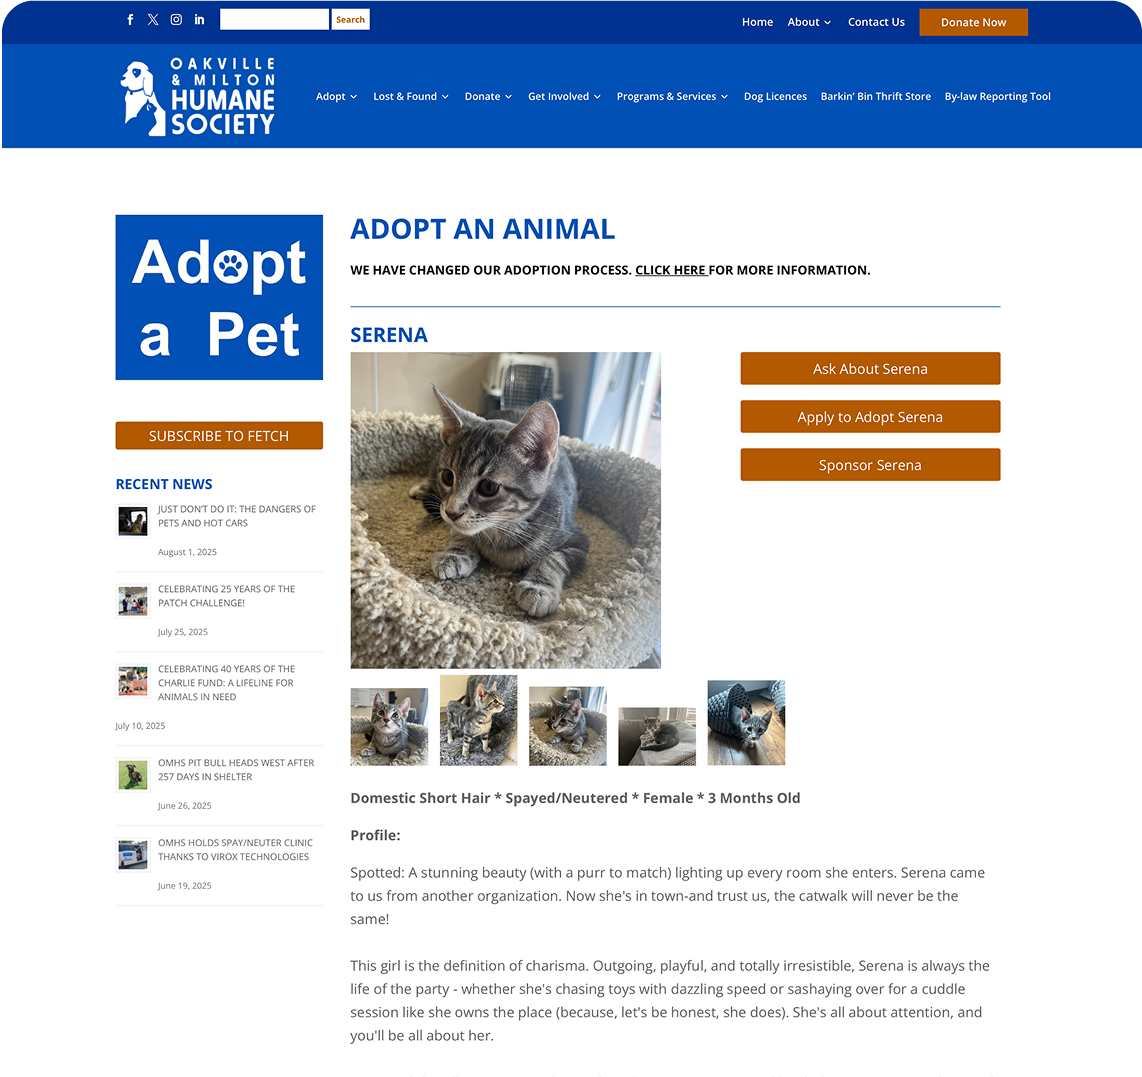 Search
Home
About
Contact Us
Donate Now
OAKVILLE
& MILTON
HUMANE
SOCIETY
Adopt
Lost & Found
Donate
Get Involved
Programs & Services
Dog Licences
Barkin' Bin Thrift Store
By-law Reporting Tool
Adopt
a Pet
SUBSCRIBE TO FETCH
RECENT NEWS
JUST DON'T DO IT: THE DANGERS OF
PETS AND HOT CARS
August 1, 2025
CELEBRATING 25 YEARS OF THE
PATCH CHALLENGE!
July 25, 2025
CELEBRATING 40 YEARS OF THE
CHARLIE FUND: A LIFELINE FOR
ANIMALS IN NEED
July 10, 2025
OMHS PIT BULL HEADS WEST AFTER
257 DAYS IN SHELTER
June 26, 2025
OMHS HOLDS SPAY/NEUTER CLINIC
THANKS TO VIROX TECHNOLOGIES
June 19, 2025
ADOPT AN ANIMAL
WE HAVE CHANGED OUR ADOPTION PROCESS. CLICK HERE FOR MORE INFORMATION.
SERENA
Ask About Serena
Apply to Adopt Serena
Sponsor Serena
Domestic Short Hair * Spayed/Neutered * Female * 3 Months Old
Profile:
Spotted: A stunning beauty (with a purr to match) lighting up every room she enters. Serena came
to us from another organization. Now she's in town-and trust us, the catwalk will never be the
same!
This girl is the definition of charisma. Outgoing, playful, and totally irresistible, Serena is always the
life of the party - whether she's chasing toys with dazzling speed or sashaying over for a cuddle
session like she owns the place (because, let's be honest, she does). She's all about attention, and
you'll be all about her.